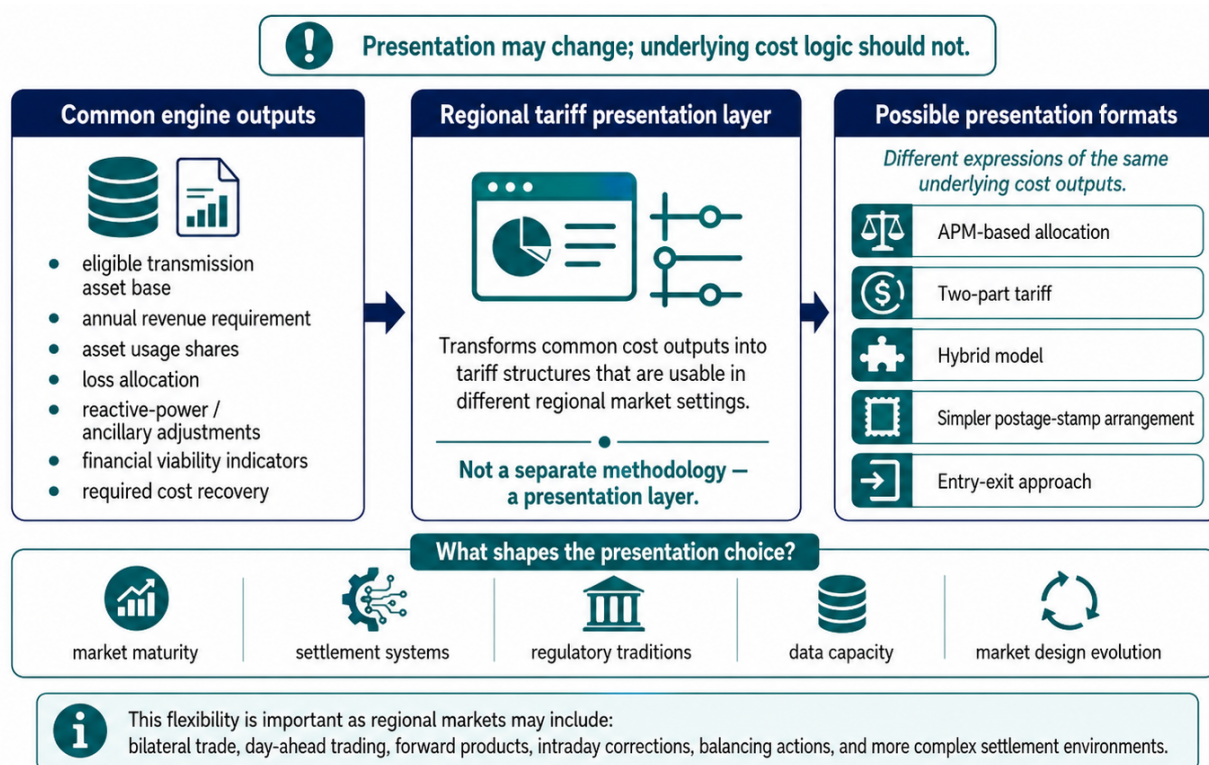 Presentation may change; underlying cost logic should not.
Common engine outputs
eligible transmission
asset base
annual revenue requirement
asset usage shares
loss allocation
reactive-power /
ancillary adjustments
financial viability indicators
required cost recovery
Regional tariff presentation layer
Transforms common cost outputs into
tariff structures that are usable in
different regional market settings.
Not a separate methodology —
a presentation layer.
Possible presentation formats
Different expressions of the same
underlying cost outputs.
APM-based allocation
Two-part tariff
Hybrid model
Simpler postage-stamp arrangement
Entry-exit approach
What shapes the presentation choice?
market maturity
settlement systems
regulatory traditions
data capacity
market design evolution
This flexibility is important as regional markets may include:
bilateral trade, day-ahead trading, forward products, intraday corrections, balancing actions, and more complex settlement environments.